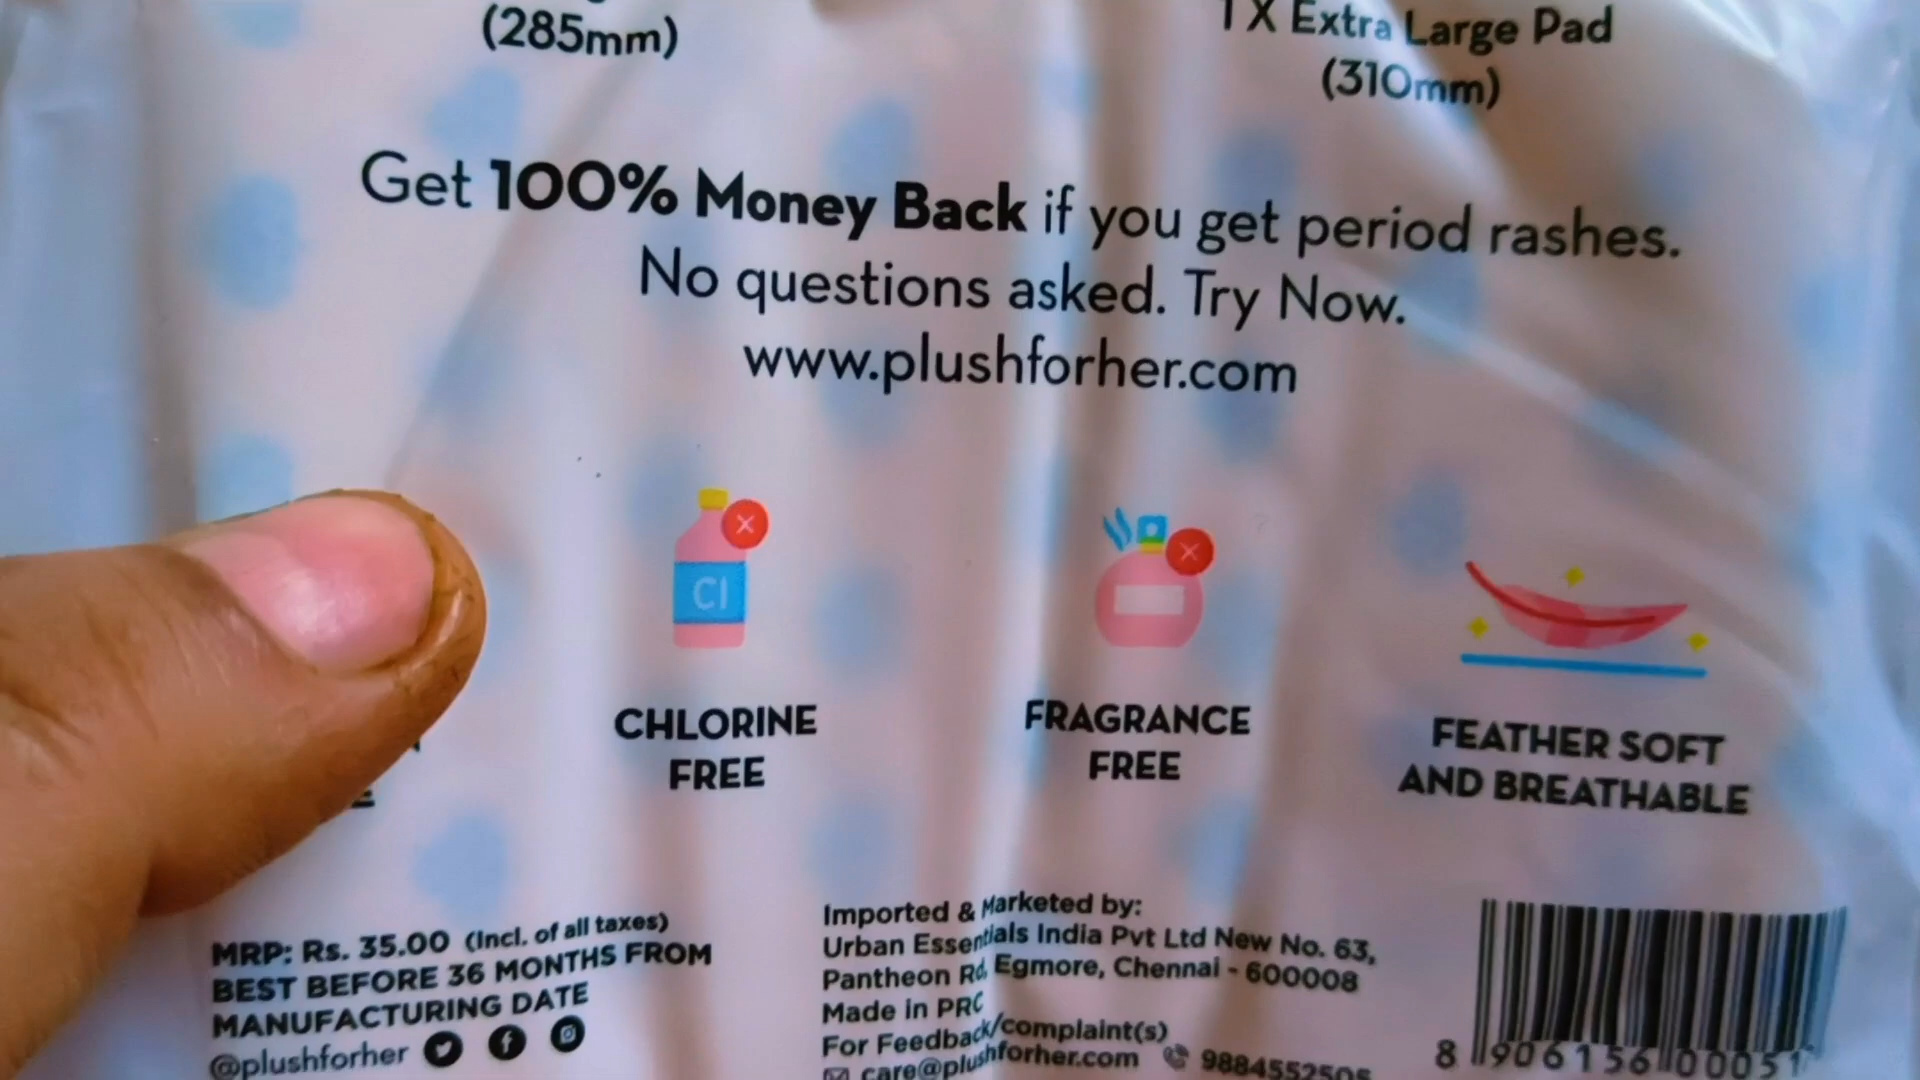 (285mm)
1 X Extra Large Pad
(310mm)
Get 100% Money Back if you get period rashes.
No questions asked. Try Now.
www.plushforher.com
Cl
CHLORINE
FREE
FRAGRANCE
FREE
FEATHER SOFT
AND BREATHABLE
MRP: Rs. 35.00 (Incl. of all taxes)
BEST BEFORE 36 MONTHS FROM
MANUFACTURING DATE
@plushforher
Imported & Marketed by:
Urban Essentials India Pvt Ltd New No. 63,
Pantheon Rd, Egmore, Chennai - 600008
Made in PRC
For Feedback/complaint(s)
care@plushforher.com 9884552505
8 906156 00051